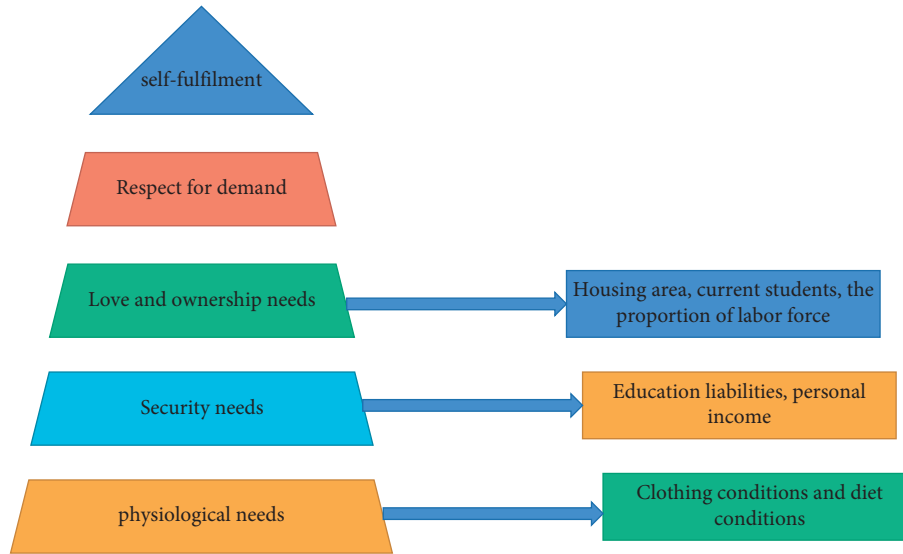 self-fulfilment
Respect for demand
Love and ownership needs
Housing area, current students, the
proportion of labor force
Security needs
Education liabilities, personal
income
physiological needs
Clothing conditions and diet
conditions